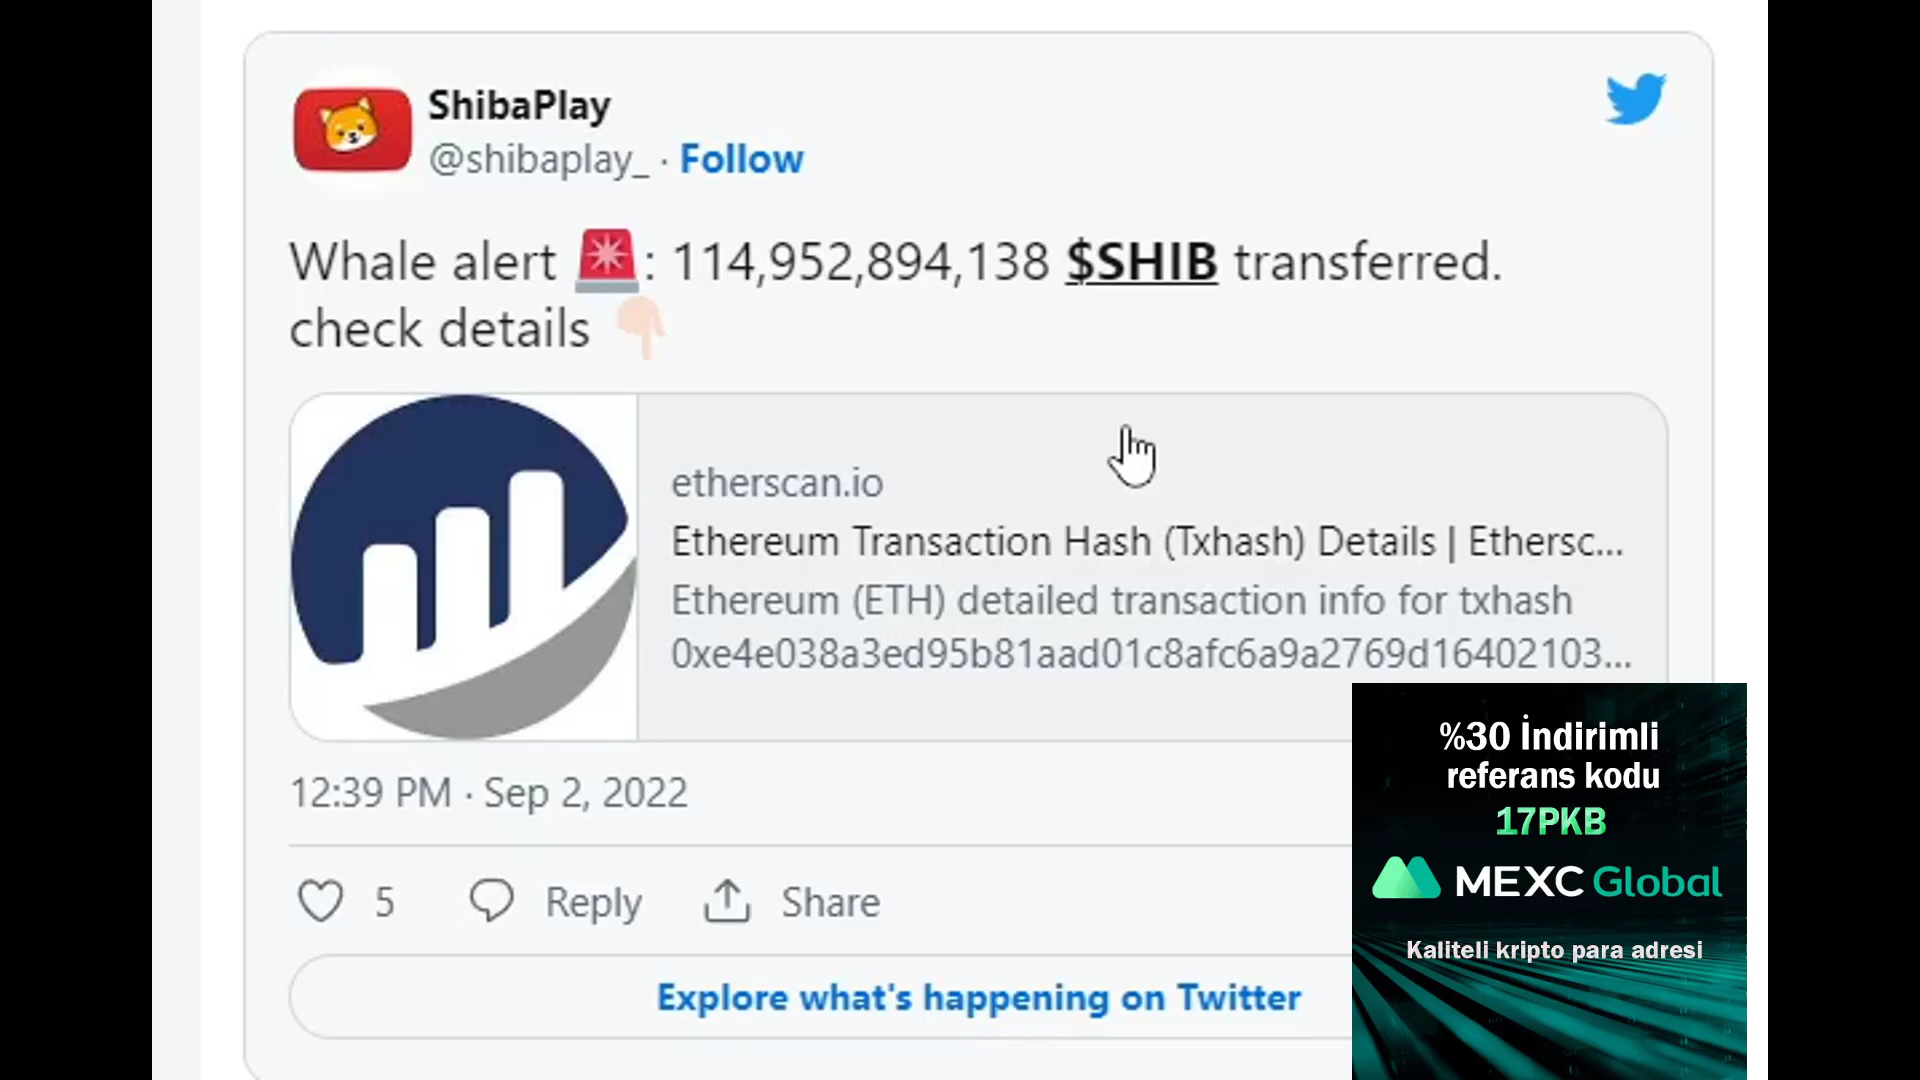 ShibaPlay
@shibaplay_ · Follow
Whale alert 🚨: 114,952,894,138 $SHIB transferred.
check details 👇🏻
etherscan.io
Ethereum Transaction Hash (Txhash) Details | Ethersc...
Ethereum (ETH) detailed transaction info for txhash
0xe4e038a3ed95b81aad01c8afc6a9a2769d16402103...
12:39 PM · Sep 2, 2022
5 Reply Share
Explore what's happening on Twitter
%30 İndirimli
referans kodu
17PKB
MEXC Global
Kaliteli kripto para adresi